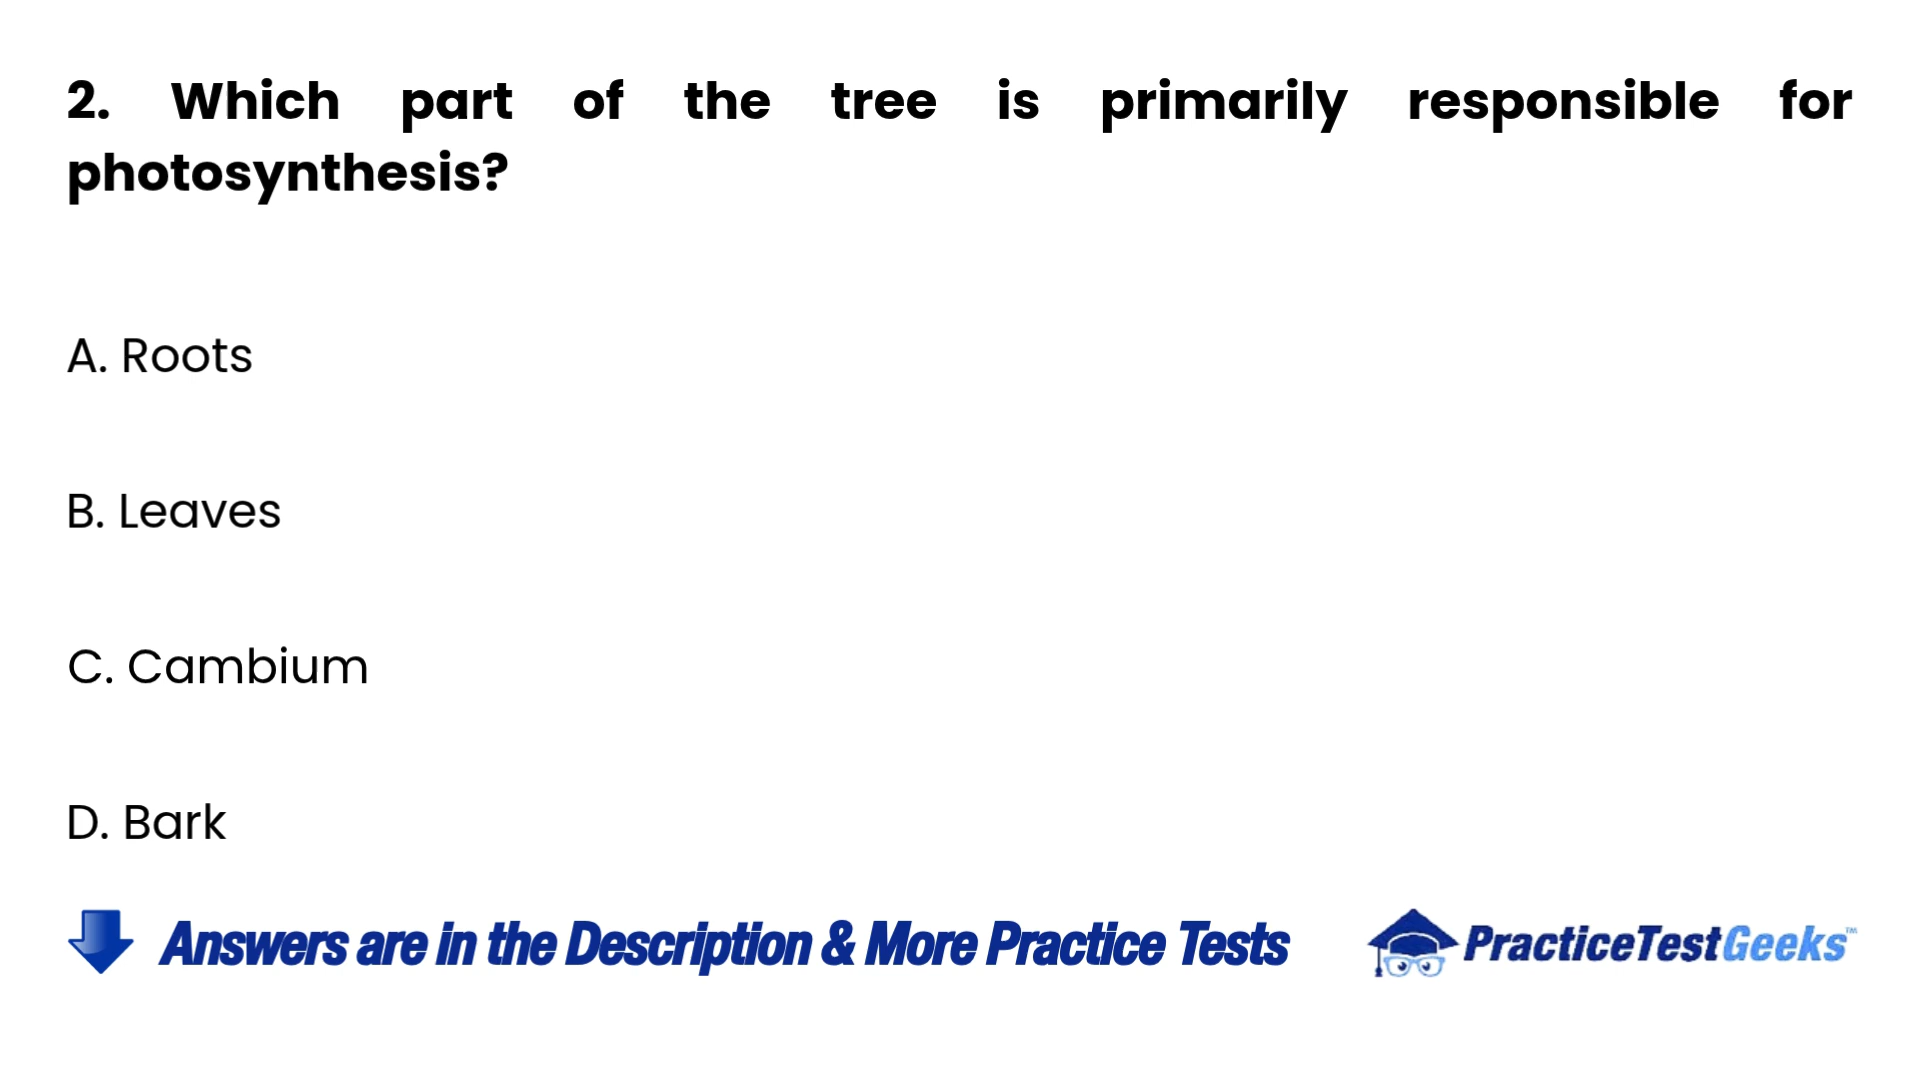 2. Which part of the tree is primarily responsible for
photosynthesis?
A. Roots
B. Leaves
C. Cambium
D. Bark
Answers are in the Description & More Practice Tests
PracticeTestGeeks™